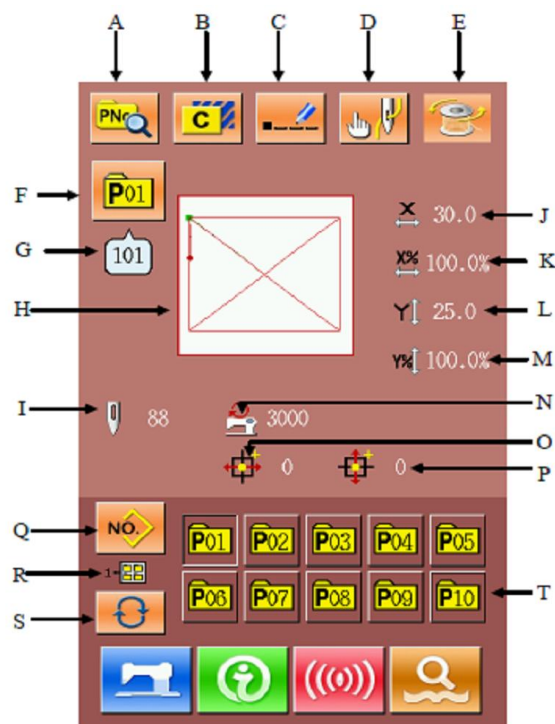 A B C D E
PNo C
F P01
G 101
H
X 30.0 J
X% 100.0% K
Y 25.0 L
Y% 100.0% M
I 88 3000 N
O
0 0 P
Q NO. P01 P02 P03 P04 P05
R 1-
S P06 P07 P08 P09 P10 T